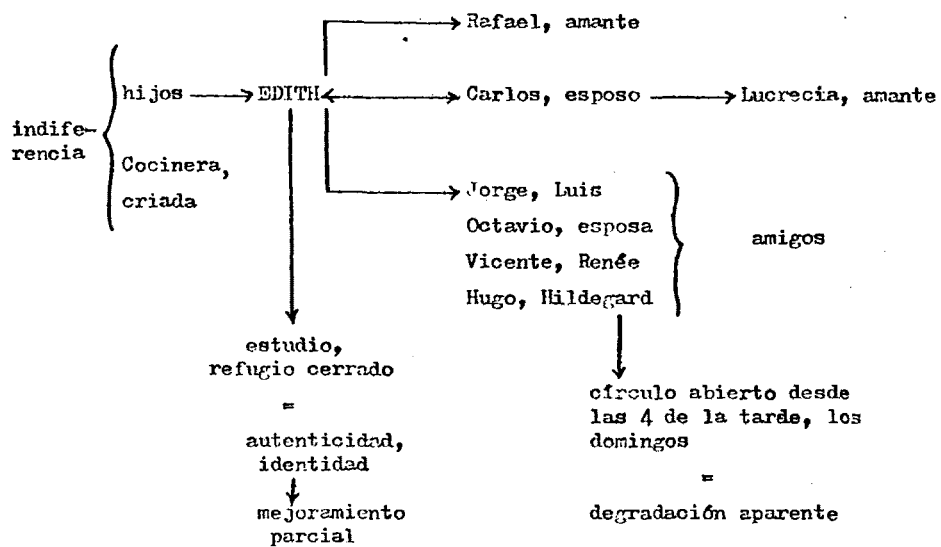 Rafael, amante
hijos EDITH Carlos, esposo Lucrecia, amante
indife-
rencia
Cocinera,
criada
Jorge, Luis
Octavio, esposa
Vicente, Renée
Hugo, Hildegard
amigos
estudio,
refugio cerrado
=
autenticidad,
identidad
mejoramiento
parcial
círculo abierto desde
las 4 de la tarde, los
domingos
=
degradación aparente